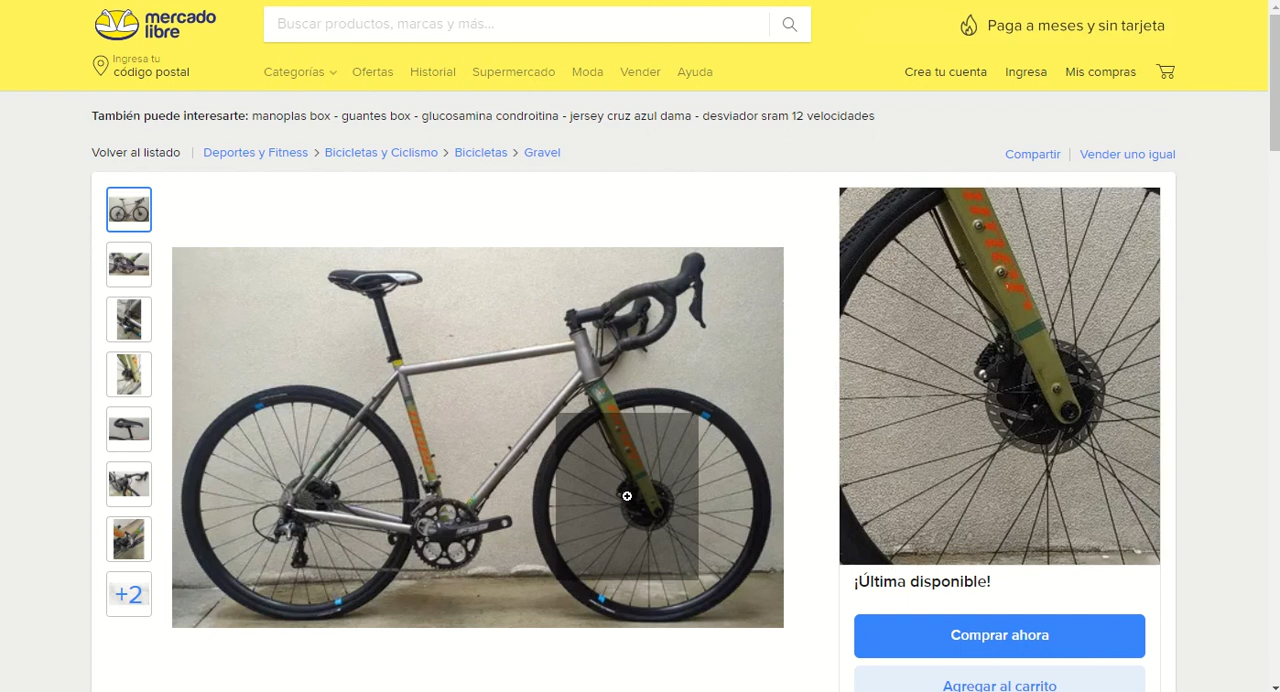 mercado
libre
Buscar productos, marcas y más...
Paga a meses y sin tarjeta
Ingresa tu
código postal
Categorías
Ofertas
Historial
Supermercado
Moda
Vender
Ayuda
Crea tu cuenta
Ingresa
Mis compras
También puede interesarte: manoplas box - guantes box - glucosamina condroitina - jersey cruz azul dama - desviador sram 12 velocidades
Volver al listado
Deportes y Fitness > Bicicletas y Ciclismo > Bicicletas > Gravel
Compartir
Vender uno igual
+2
¡Última disponible!
Comprar ahora
Agregar al carrito